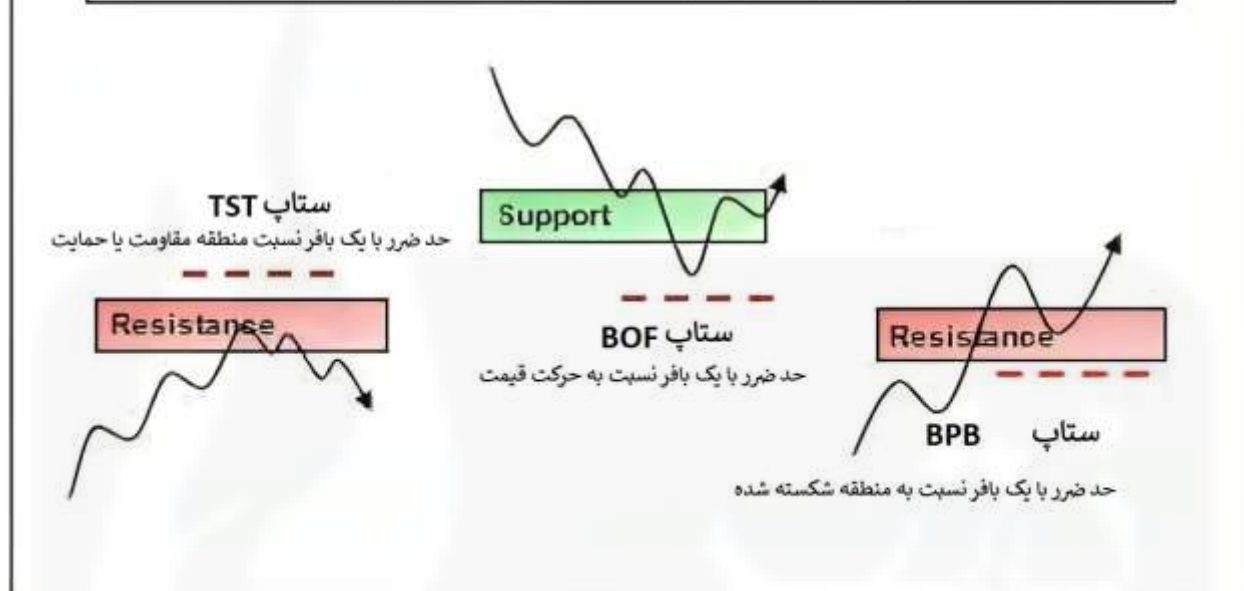 ستاپ TST
حد ضرر با یک بافر نسبت منطقه مقاومت یا حمایت
Resistance
Support
ستاپ BOF
حد ضرر با یک بافر نسبت به حرکت قیمت
Resistance
ستاپ BPB
حد ضرر با یک بافر نسبت به منطقه شکسته شده